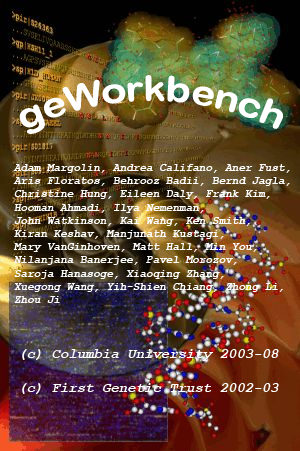 >pir|S26363
geWorkbench
Adam Margolin, Andrea Califano, Aner Fust,
Aris Floratos, Behrooz Badii, Bernd Jagla,
Christine Hung, Eileen Daly, Frank Kim,
Hooman Ahmadi, Ilya Nemenman,
John Watkinson, Kai Wang, Ken Smith,
Kiran Keshav, Manjunath Kustagi,
Mary VanGinhoven, Matt Hall, Min You,
Nilanjana Banerjee, Pavel Morozov,
Saroja Hanasoge, Xiaoqing Zhang,
Xuegong Wang, Yih-Shien Chiang, Zhong Li,
Zhou Ji
(c) Columbia University 2003-08
(c) First Genetic Trust 2002-03